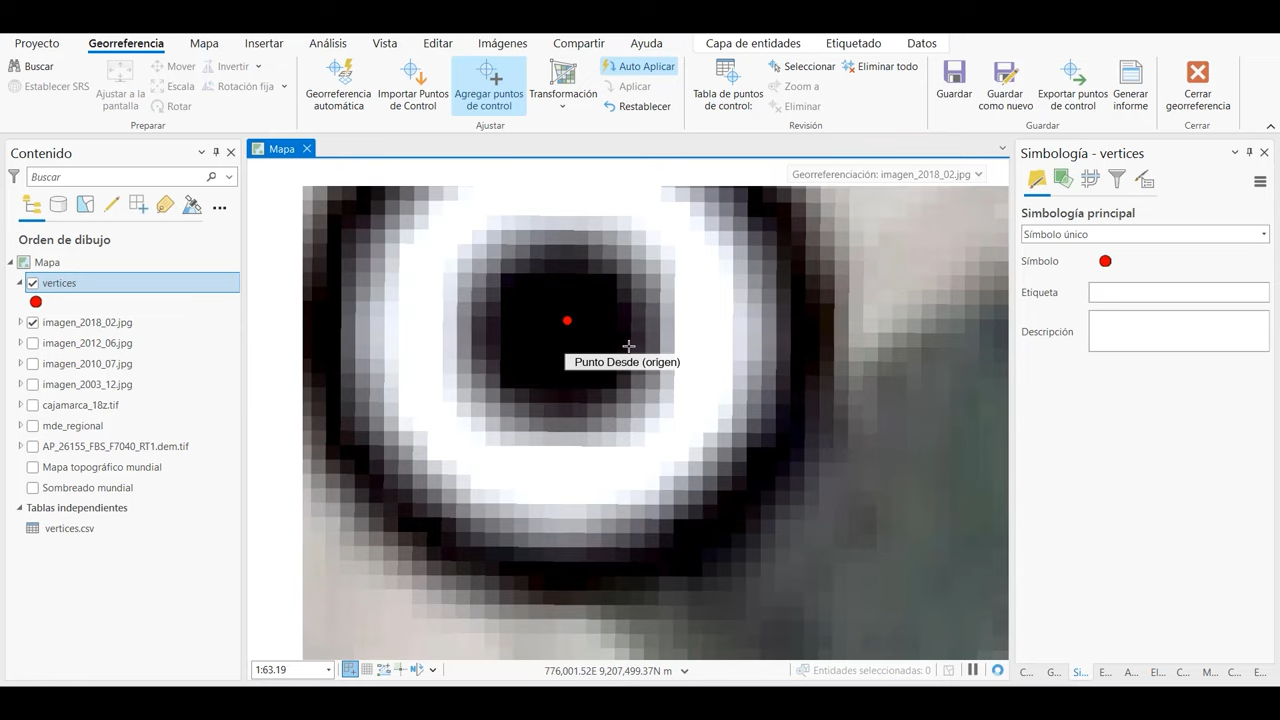 Proyecto Georreferencia Mapa Insertar Análisis Vista Editar Imágenes Compartir Ayuda Capa de entidades Etiquetado Datos
Buscar
Establecer SRS
Ajustar a la pantalla
Mover
Escala
Rotar
Invertir
Rotación fija
Preparar
Georreferencia automática
Importar Puntos de Control
Agregar puntos de control
Transformación
Auto Aplicar
Aplicar
Restablecer
Ajustar
Tabla de puntos de control:
Seleccionar
Zoom a
Eliminar
Eliminar todo
Revisión
Guardar
Guardar como nuevo
Exportar puntos de control
Generar informe
Guardar
Cerrar georreferencia
Cerrar
Contenido
Buscar
Orden de dibujo
Mapa
vertices
imagen_2018_02.jpg
imagen_2012_06.jpg
imagen_2010_07.jpg
imagen_2003_12.jpg
cajamarca_18z.tif
mde_regional
AP_26155_FBS_F7040_RT1.dem.tif
Mapa topográfico mundial
Sombreado mundial
Tablas independientes
vertices.csv
Mapa
Georreferenciación: imagen_2018_02.jpg
Punto Desde (origen)
1:63.19
776,001.52E 9,207,499.37N m
Entidades seleccionadas: 0
Simbología - vertices
Simbología principal
Símbolo único
Símbolo
Etiqueta
Descripción
C... G... Si... E... A... El... C... M... C... E...